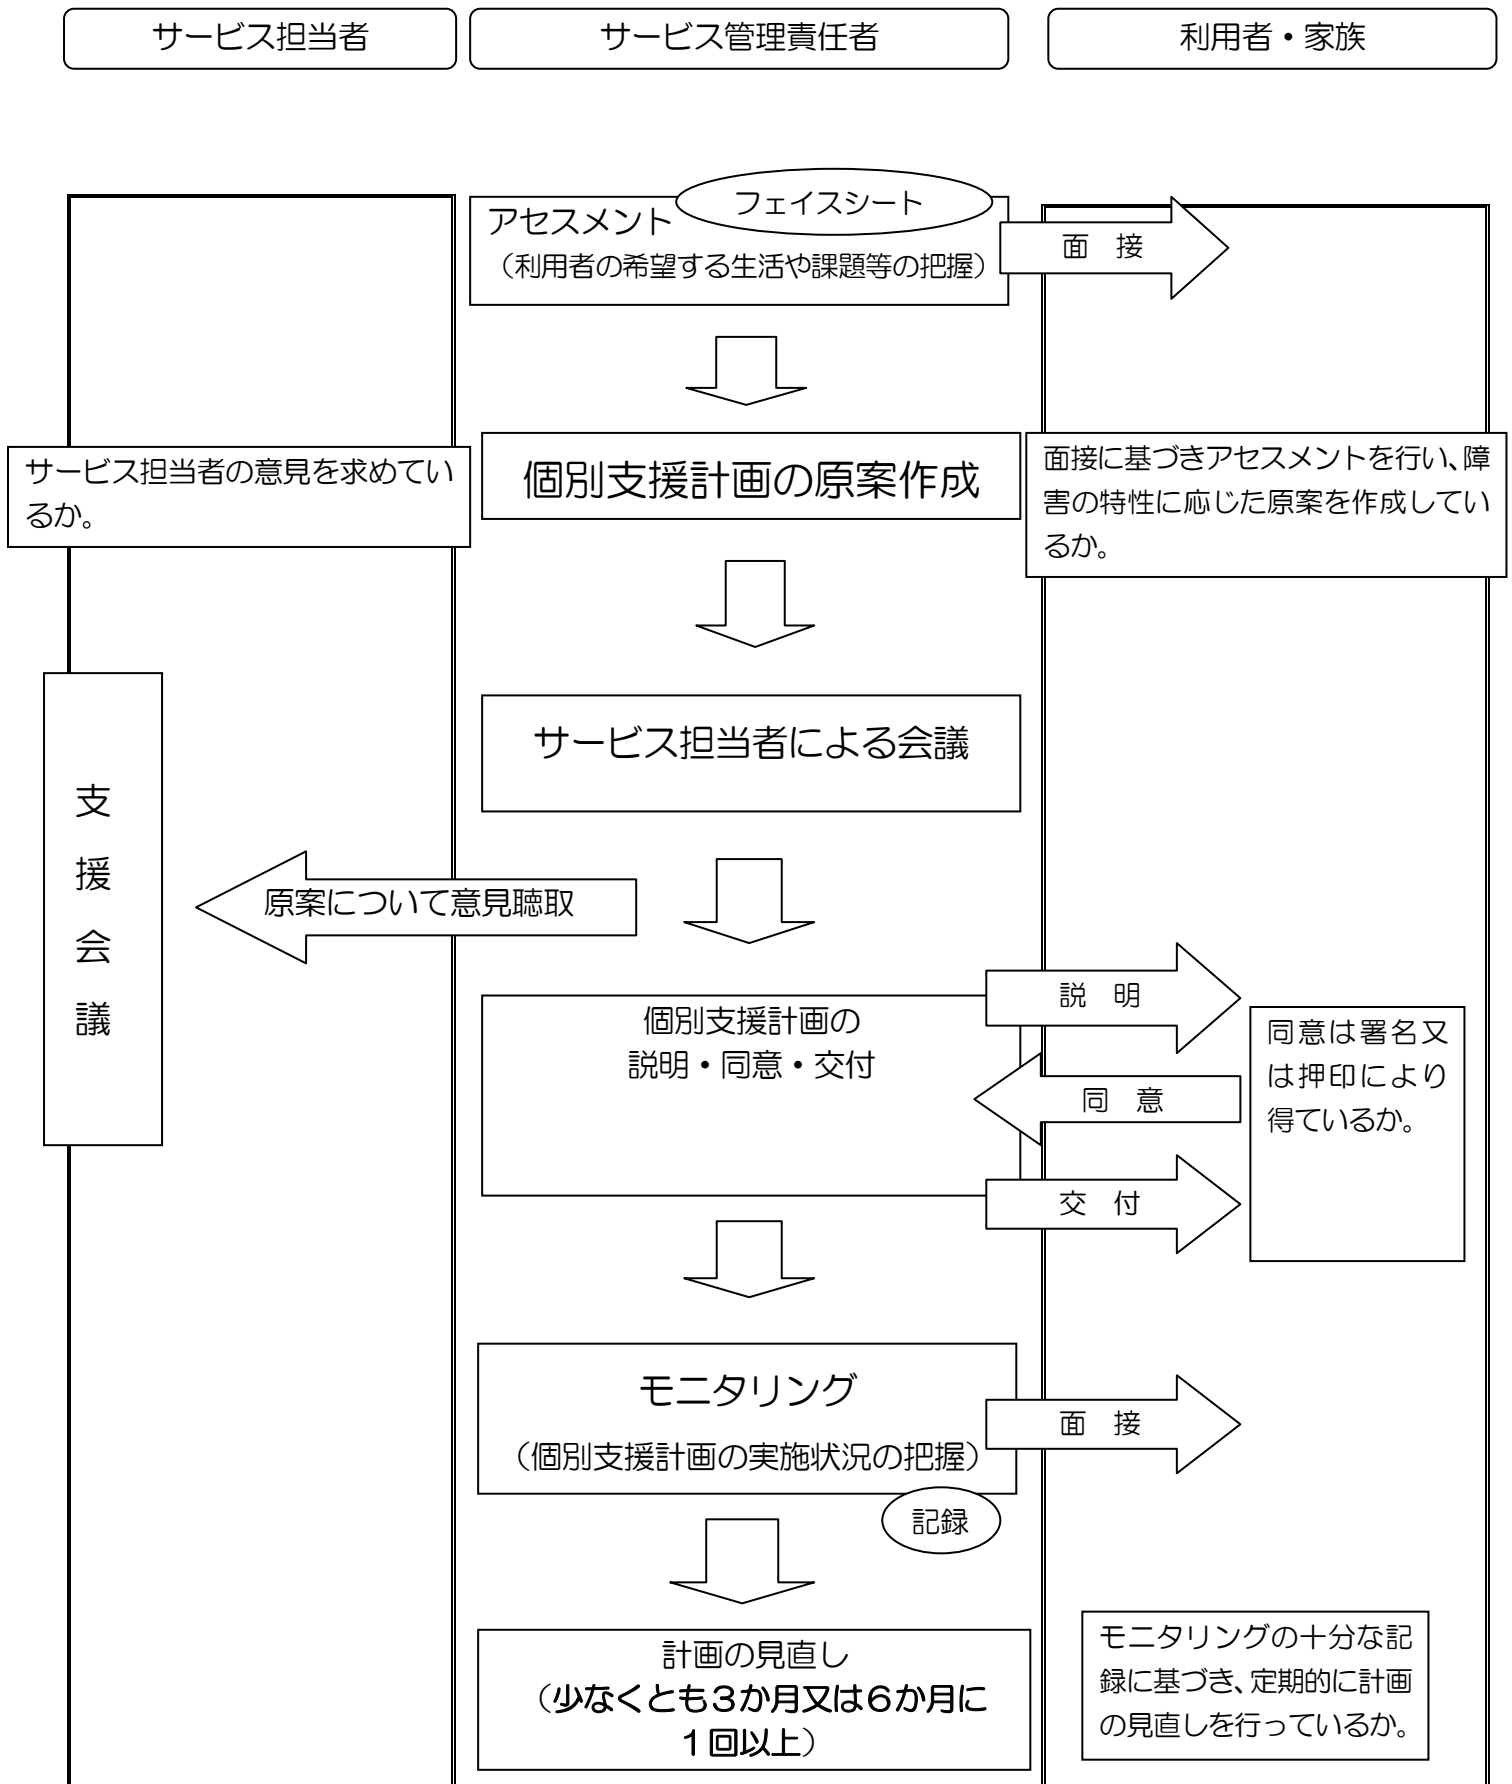 サービス担当者
サービス管理責任者
利用者・家族
フェイスシート
アセスメント
（利用者の希望する生活や課題等の把握）
面　接
サービス担当者の意見を求めてい
るか。
個別支援計画の原案作成
面接に基づきアセスメントを行い、障
害の特性に応じた原案を作成してい
るか。
サービス担当者による会議
支
援
会
議
原案について意見聴取
個別支援計画の
説明・同意・交付
説　明
同　意
交　付
同意は署名又
は押印により
得ているか。
モニタリング
（個別支援計画の実施状況の把握）
面　接
記録
計画の見直し
（少なくとも３か月又は６か月に
１回以上）
モニタリングの十分な記
録に基づき、定期的に計画
の見直しを行っているか。